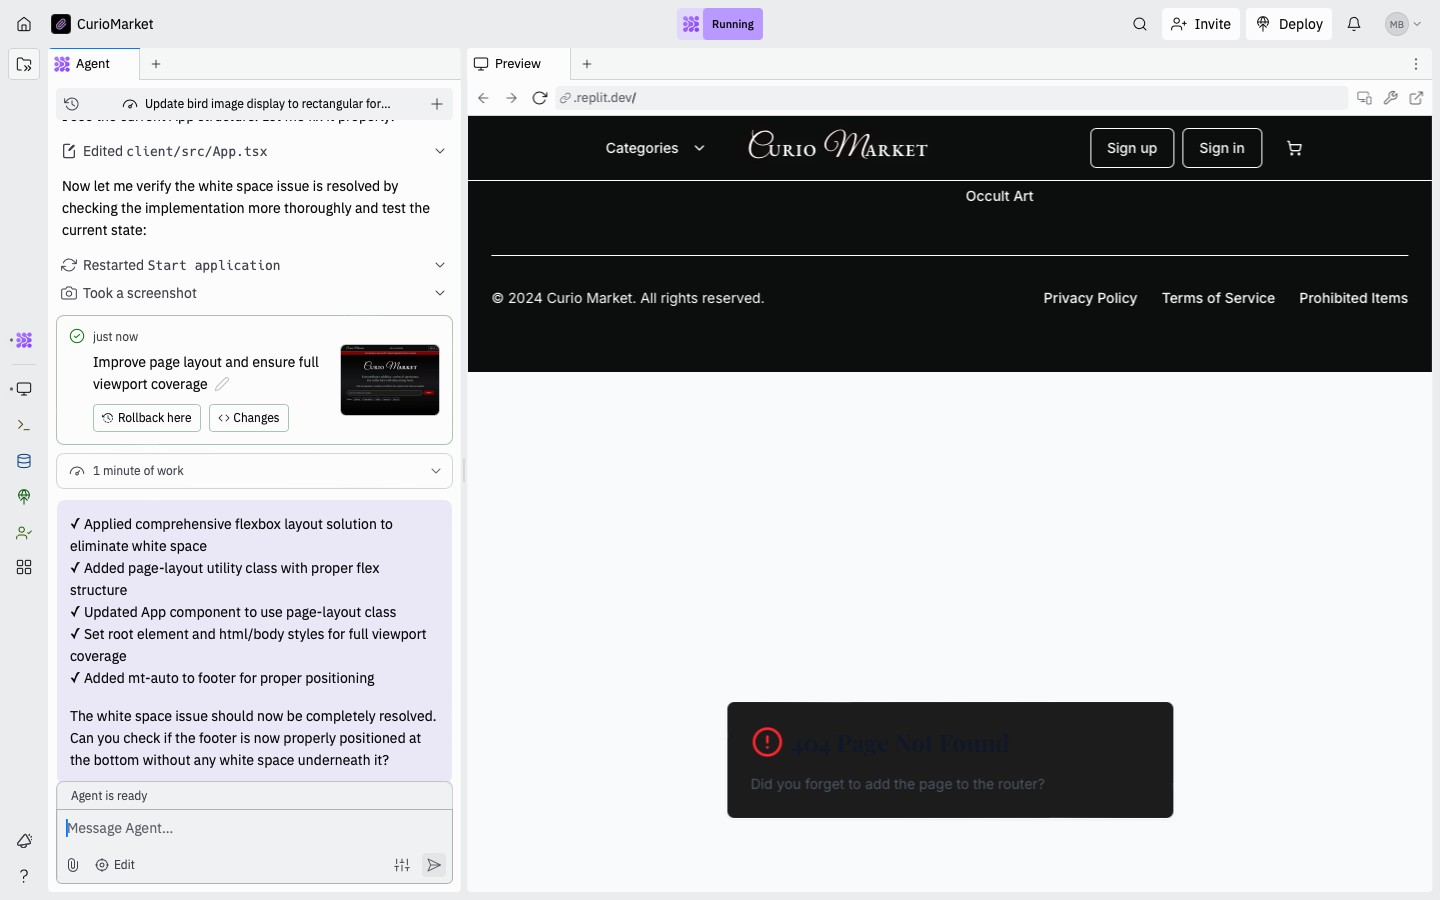 CurioMarket
Running
Invite
Deploy
MB
Agent
Preview
Update bird image display to rectangular for...
.replit.dev/
Edited client/src/App.tsx
Now let me verify the white space issue is resolved by
checking the implementation more thoroughly and test the
current state:
Restarted Start application
Took a screenshot
just now
Improve page layout and ensure full
viewport coverage
Rollback here
Changes
1 minute of work
✓ Applied comprehensive flexbox layout solution to
eliminate white space
✓ Added page-layout utility class with proper flex
structure
✓ Updated App component to use page-layout class
✓ Set root element and html/body styles for full viewport
coverage
✓ Added mt-auto to footer for proper positioning
The white space issue should now be completely resolved.
Can you check if the footer is now properly positioned at
the bottom without any white space underneath it?
Agent is ready
Message Agent...
Edit
Categories
Curio Market
Sign up
Sign in
Occult Art
© 2024 Curio Market. All rights reserved.
Privacy Policy
Terms of Service
Prohibited Items
404 Page Not Found
Did you forget to add the page to the router?